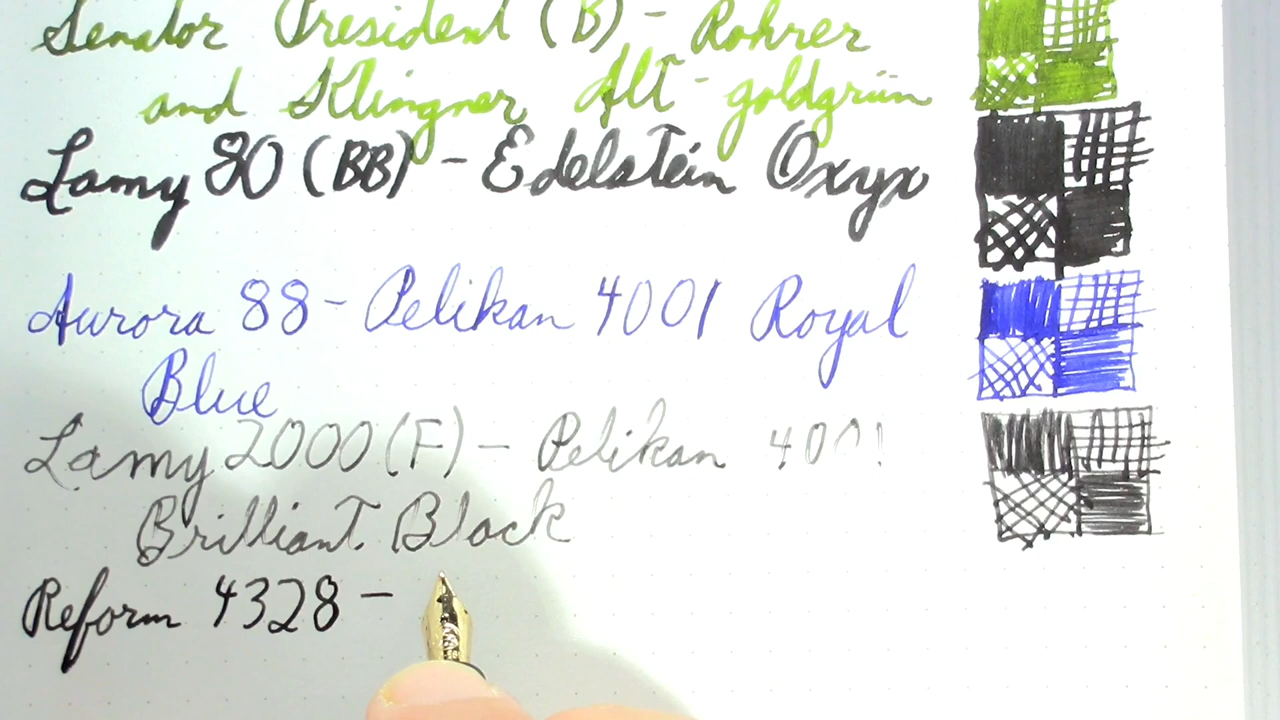 Senator President (B) - Rohrer
and Klingner Alt-goldgrün
Lamy 80 (BB) - Edelstein Oxyx
Aurora 88 - Pelikan 4001 Royal
Blue
Lamy 2000 (F) - Pelikan 4001
Brilliant Black
Reform 4328 -